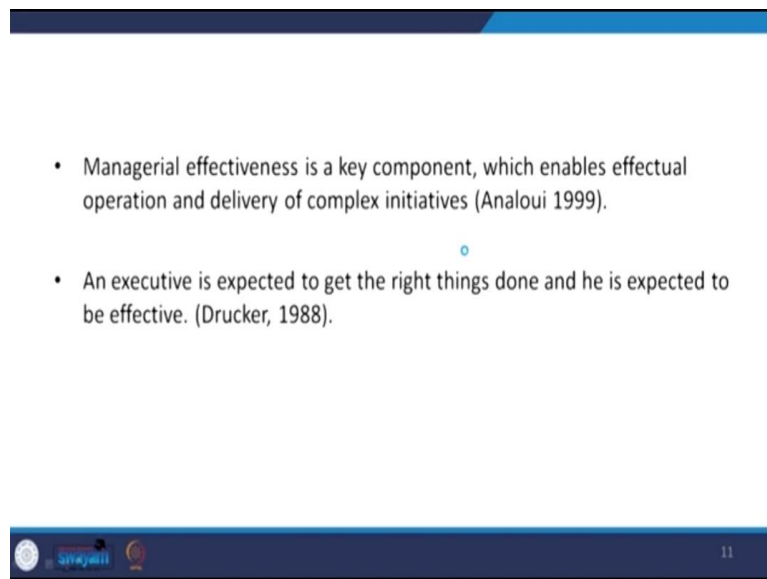 • Managerial effectiveness is a key component, which enables effectual
operation and delivery of complex initiatives (Analoui 1999).
• An executive is expected to get the right things done and he is expected to
be effective. (Drucker, 1988).
swayam
11